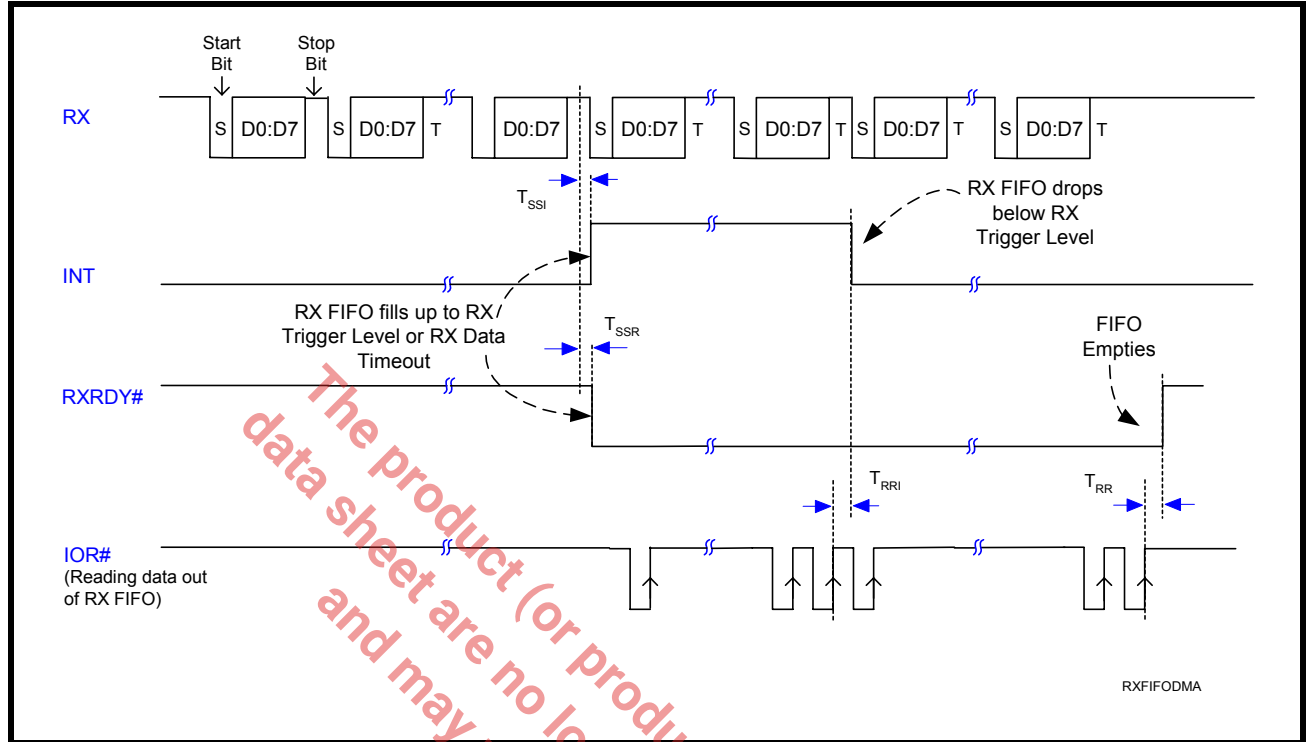 Start
Bit
Stop
Bit
RX
S D0:D7 S D0:D7 T D0:D7 S D0:D7 T S D0:D7 T S D0:D7 T S D0:D7 T
TSSI
RX FIFO drops
below RX
Trigger Level
INT
RX FIFO fills up to RX
Trigger Level or RX Data
Timeout
TSSR
FIFO
Empties
RXRDY#
TRRI
TRR
IOR#
(Reading data out
of RX FIFO)
RXFIFODMA
The product (or produ
data sheet are no lo
and may